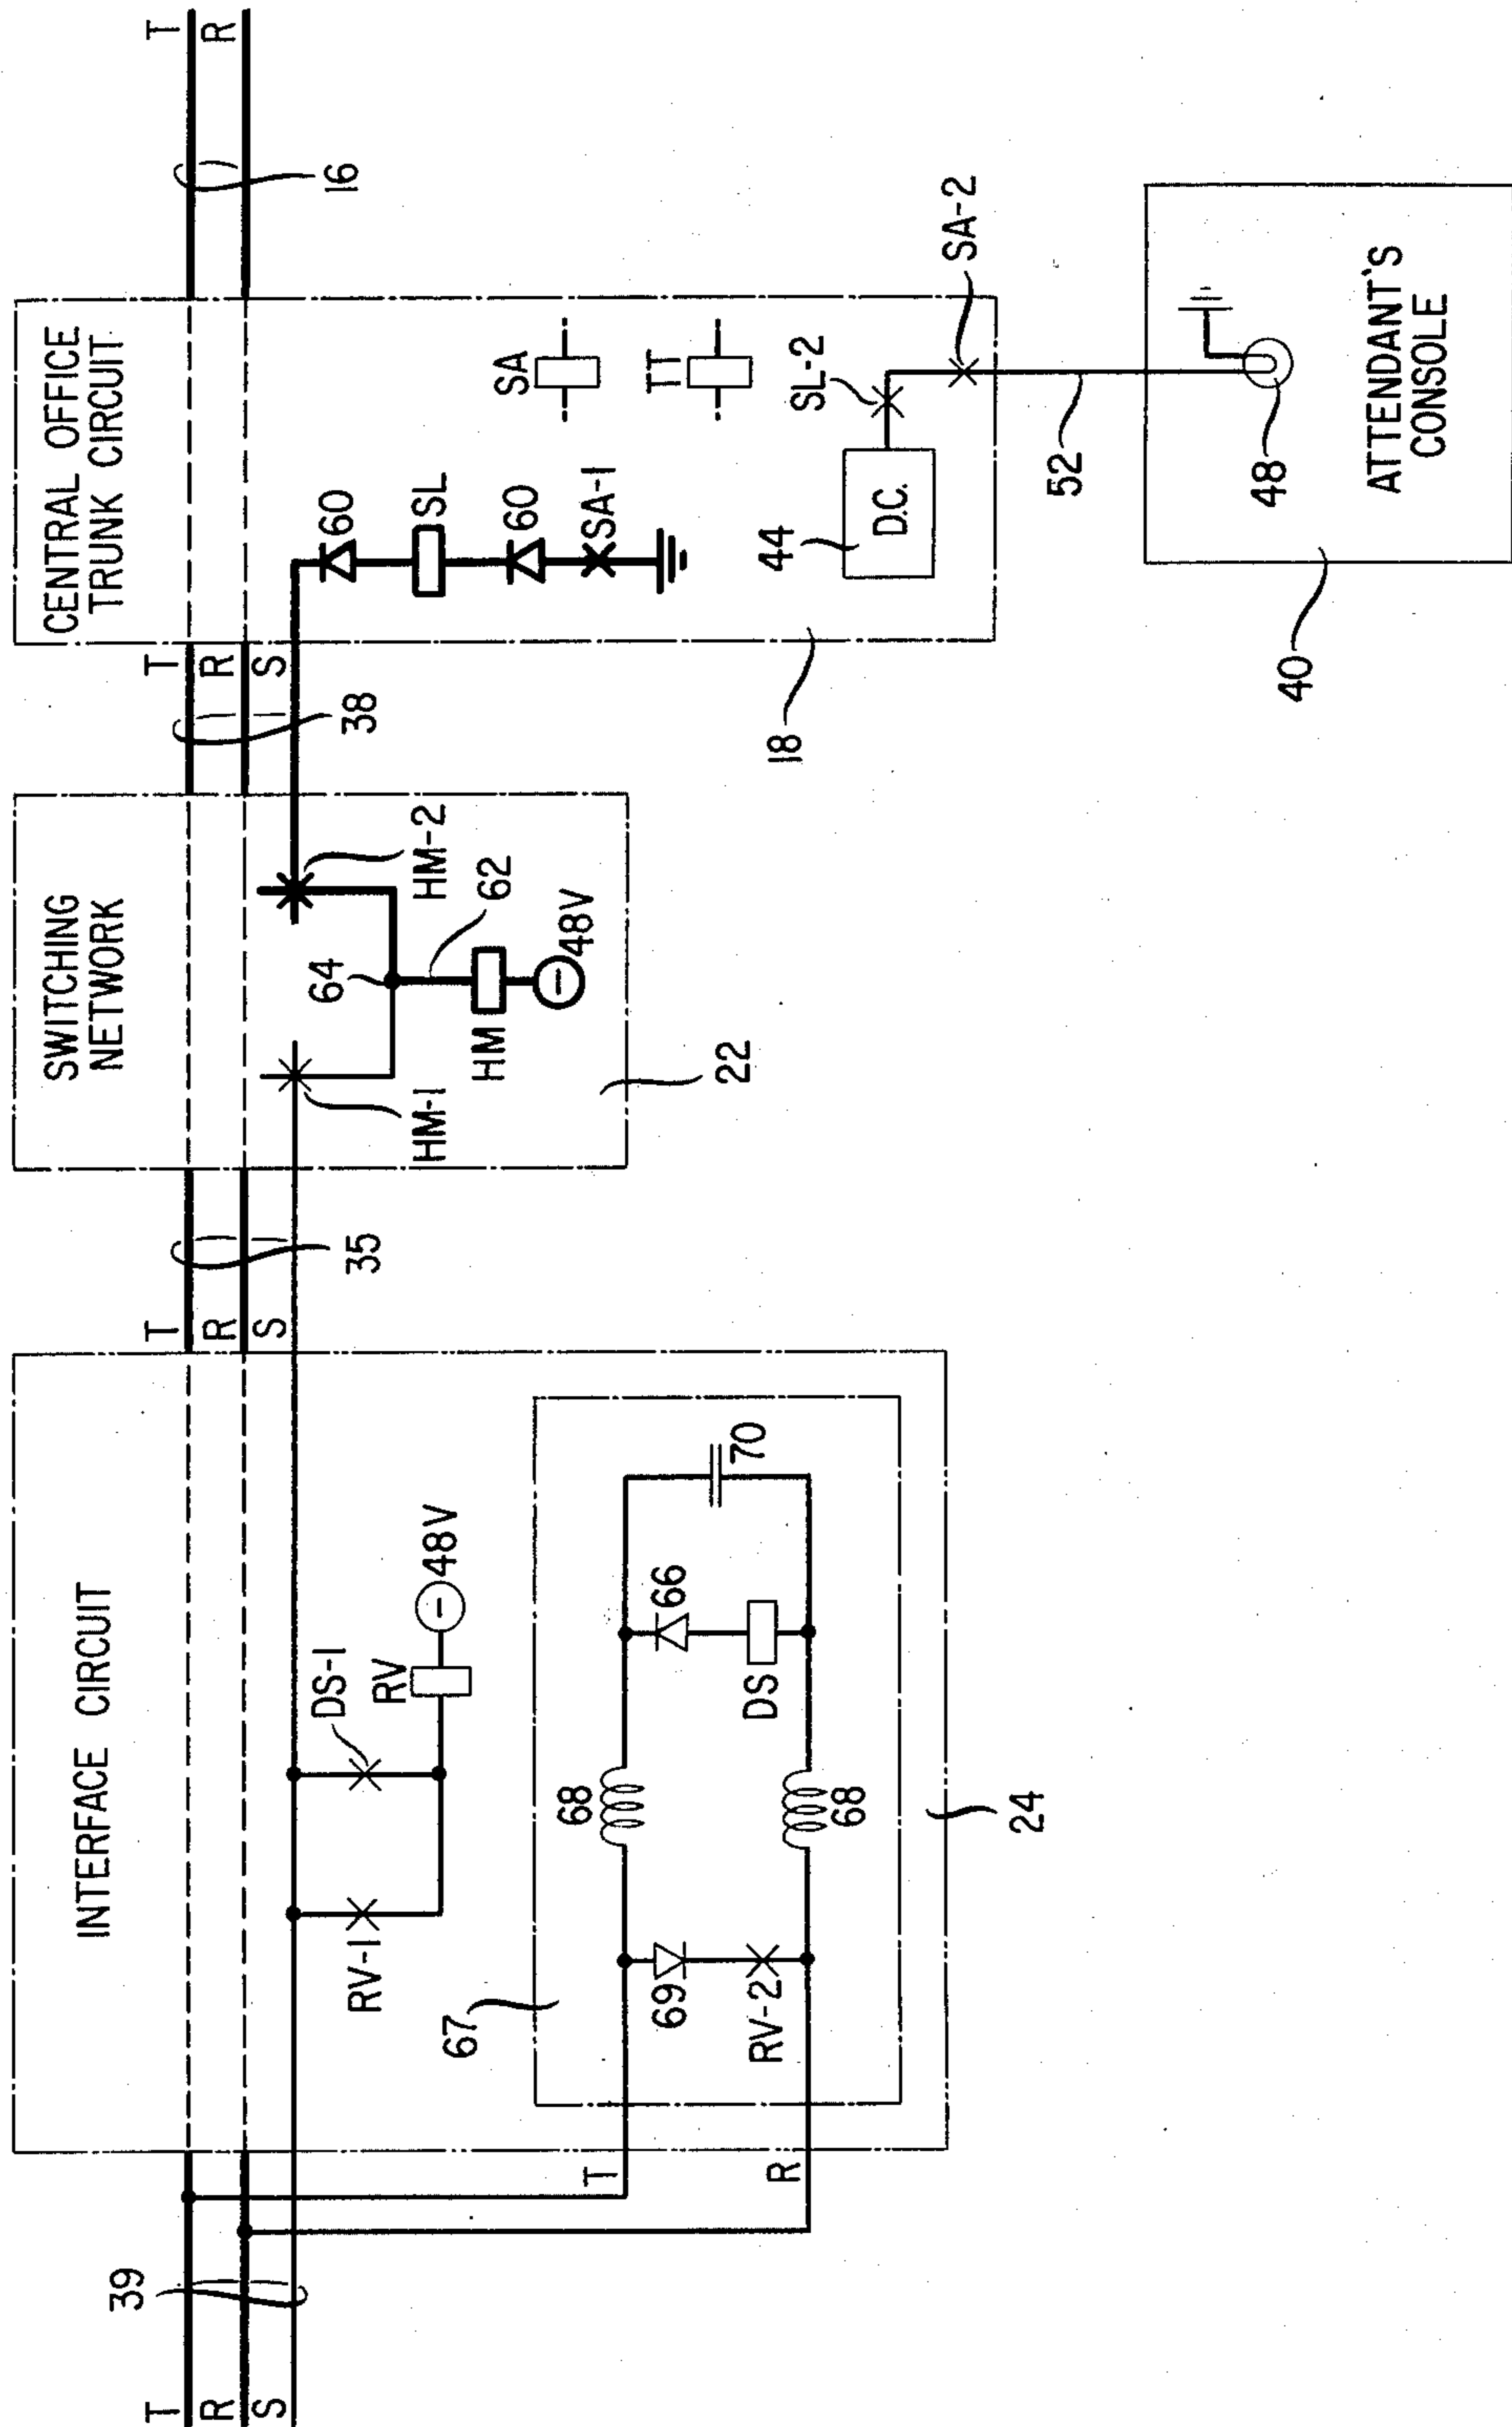 T
R
S
39
INTERFACE CIRCUIT
RV-1
DS-1
RV
48V
67
T
R
69
RV-2
68
68
66
DS
70
24
T
R
S
35
SWITCHING
NETWORK
HM-1
64
HM-2
62
HM
48V
22
T
R
S
38
CENTRAL OFFICE
TRUNK CIRCUIT
60
SL
60
SA-1
SA
TT
44
D.C.
SL-2
SA-2
18
T
R
16
52
48
ATTENDANT'S
CONSOLE
40